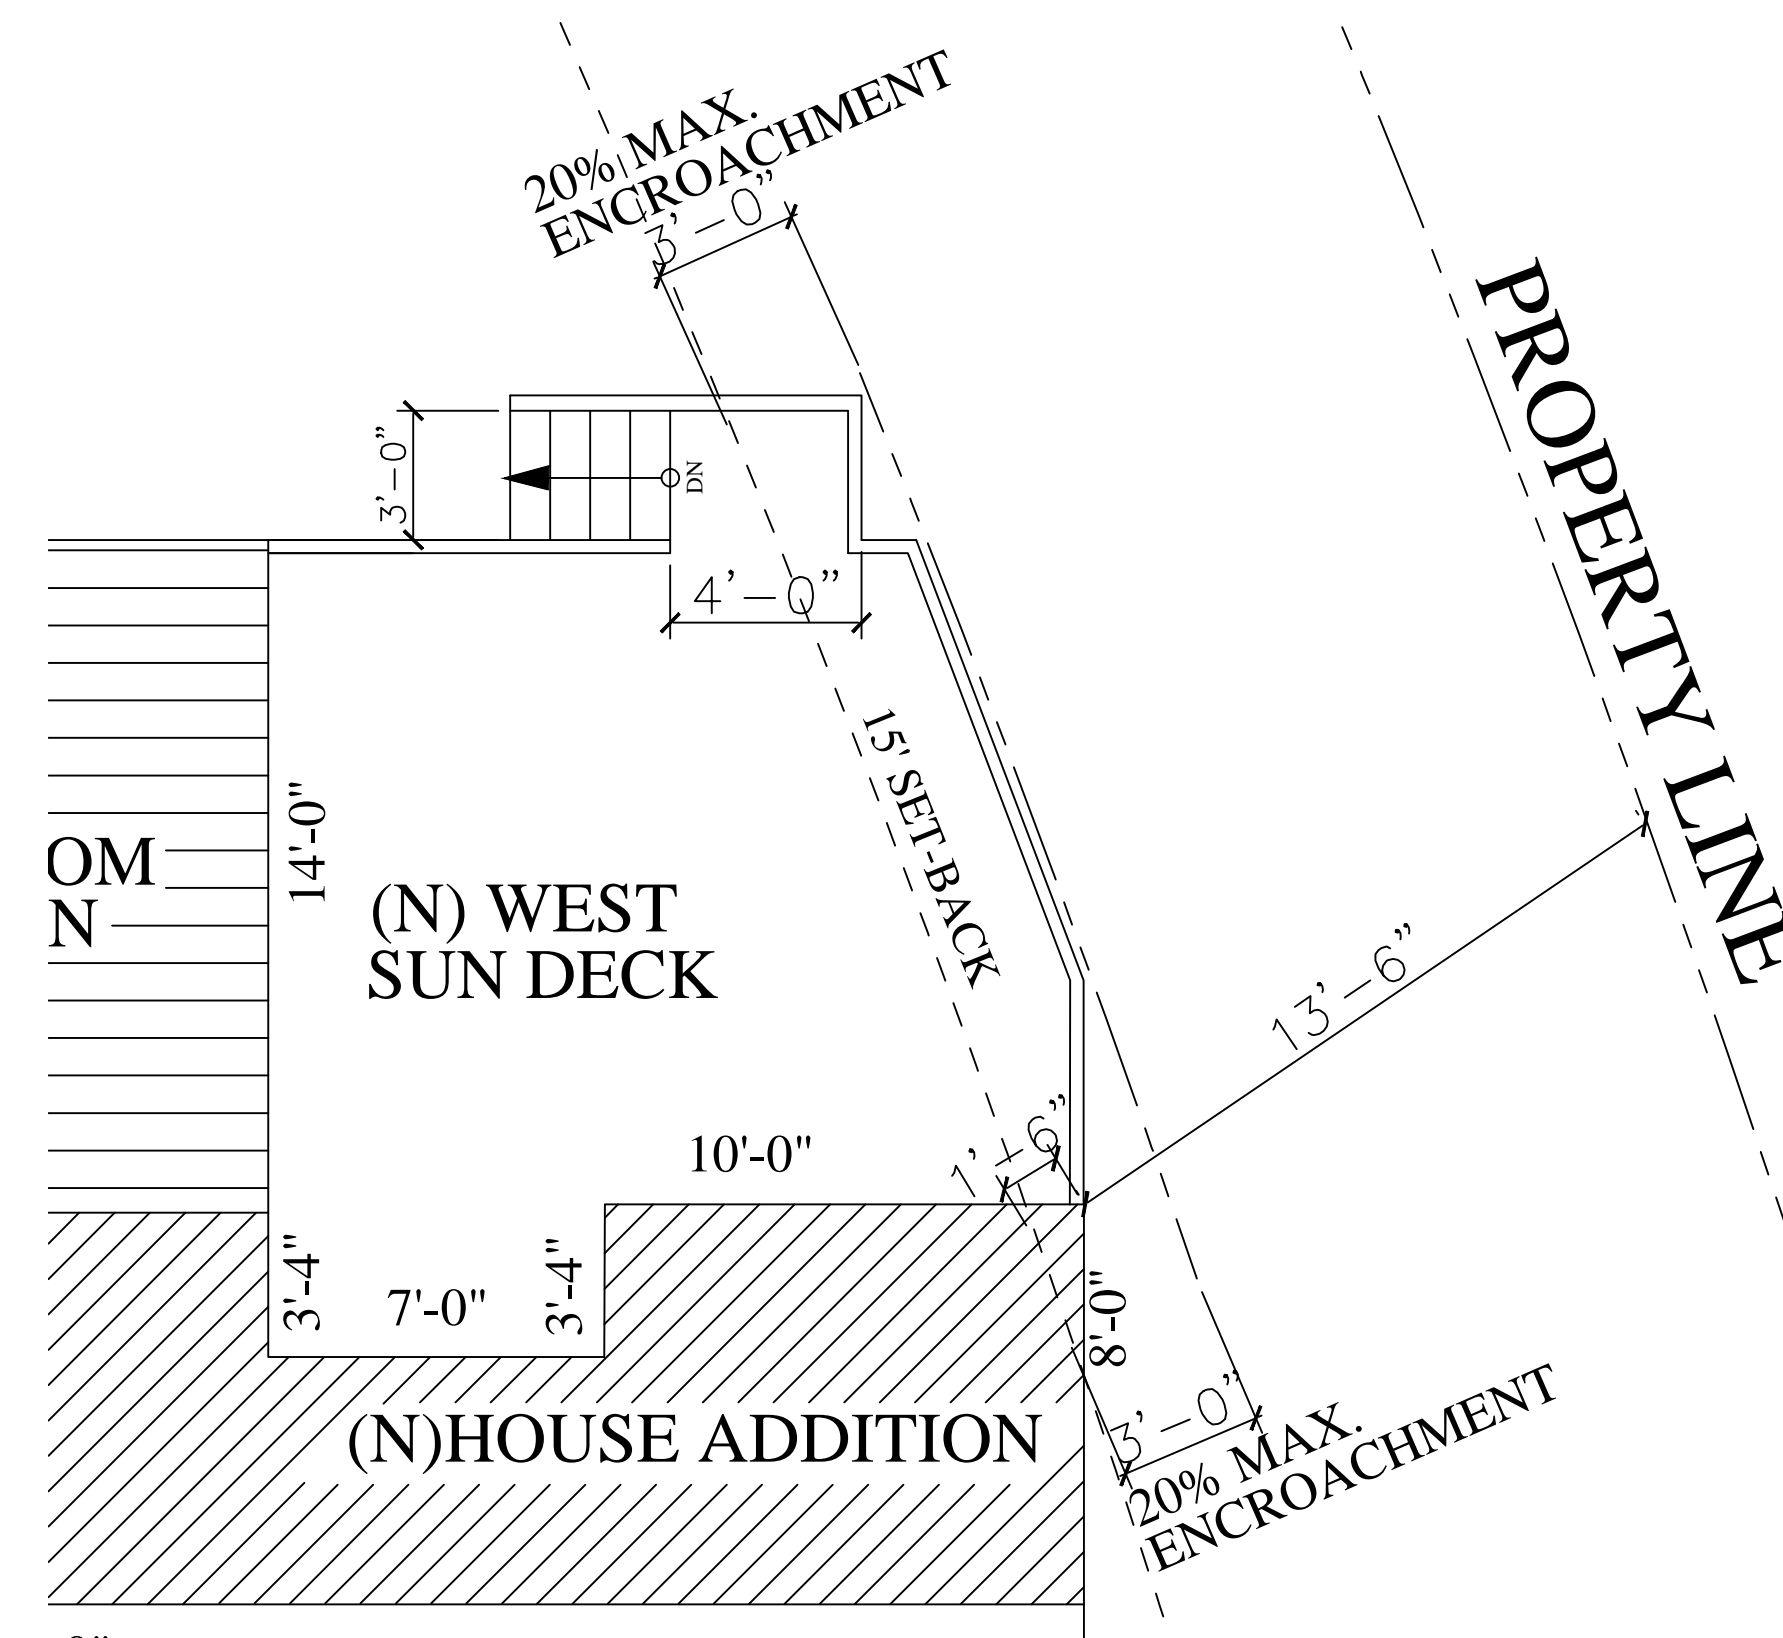 20% MAX.
ENCROACHMENT
3'-0"
3'-0"
DN
4'-0"
PROPERTY LINE
15' SET-BACK
14'-0"
OM
N
(N) WEST
SUN DECK
13'-6"
1'-6"
10'-0"
3'-4"
7'-0"
3'-4"
8'-0"
(N)HOUSE ADDITION
3'-0"
20% MAX.
ENCROACHMENT